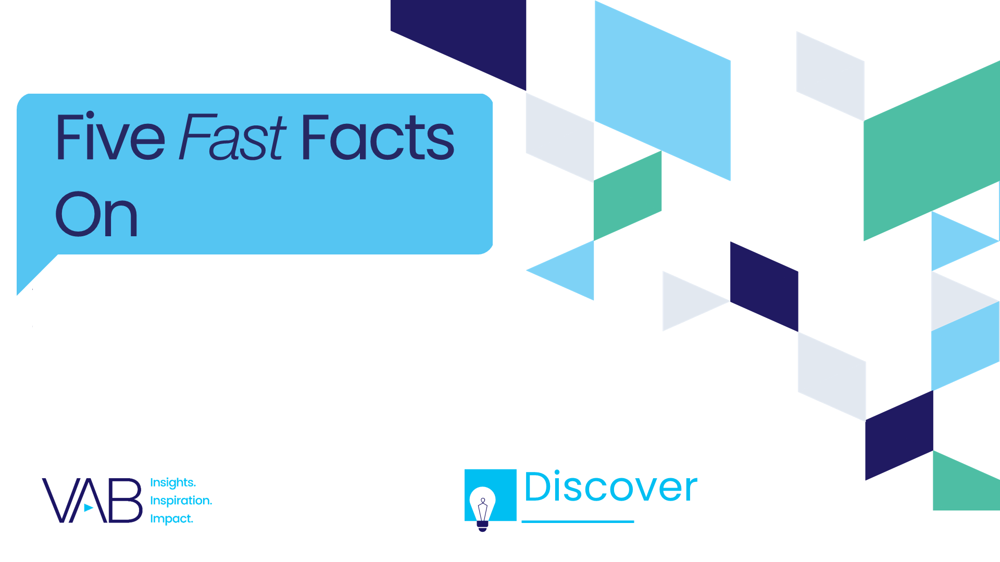 Five Fast Facts
On
VAB
Insights.
Inspiration.
Impact.
Discover